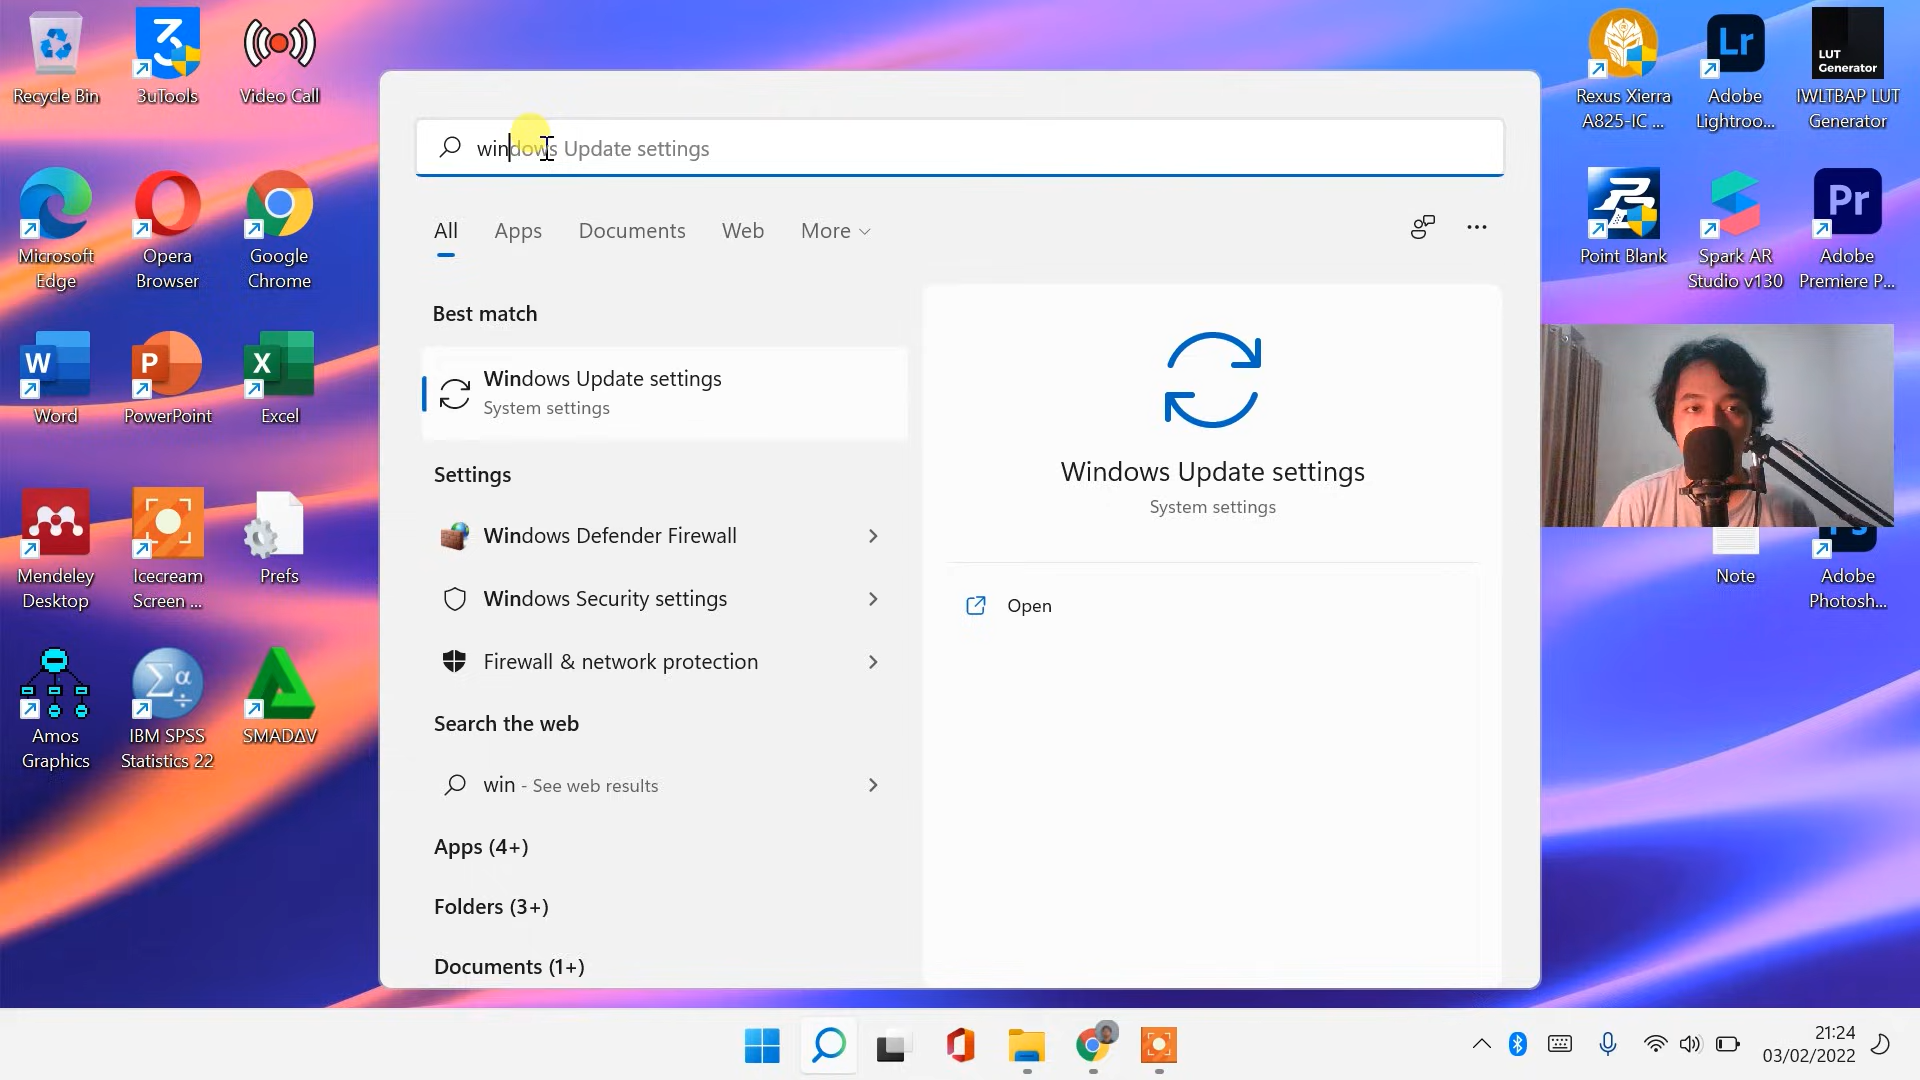 Recycle Bin
3uTools
Video Call
Microsoft
Edge
Opera
Browser
Google
Chrome
W
Word
P
PowerPoint
X
Excel
Mendeley
Desktop
Icecream
Screen ...
Prefs
Amos
Graphics
Σα
IBM SPSS
Statistics 22
SMADΔV
windows Update settings
All
Apps
Documents
Web
More
Best match
Windows Update settings
System settings
Settings
Windows Defender Firewall
Windows Security settings
Firewall & network protection
Search the web
win - See web results
Apps (4+)
Folders (3+)
Documents (1+)
Windows Update settings
System settings
Open
Rexus Xierra
A825-IC ...
Lr
Adobe
Lightroo...
LUT
Generator
IWLTBAP LUT
Generator
Point Blank
Spark AR
Studio v130
Pr
Adobe
Premiere P...
Note
Adobe
Photosh...
21:24
03/02/2022